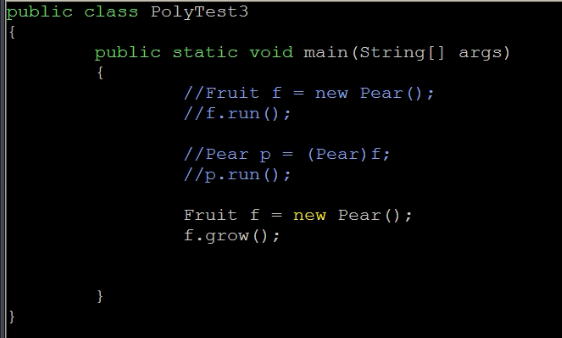 public class PolyTest3
{
public static void main(String[] args)
{
//Fruit f = new Pear();
//f.run();
//Pear p = (Pear)f;
//p.run();
Fruit f = new Pear();
f.grow();
}
}